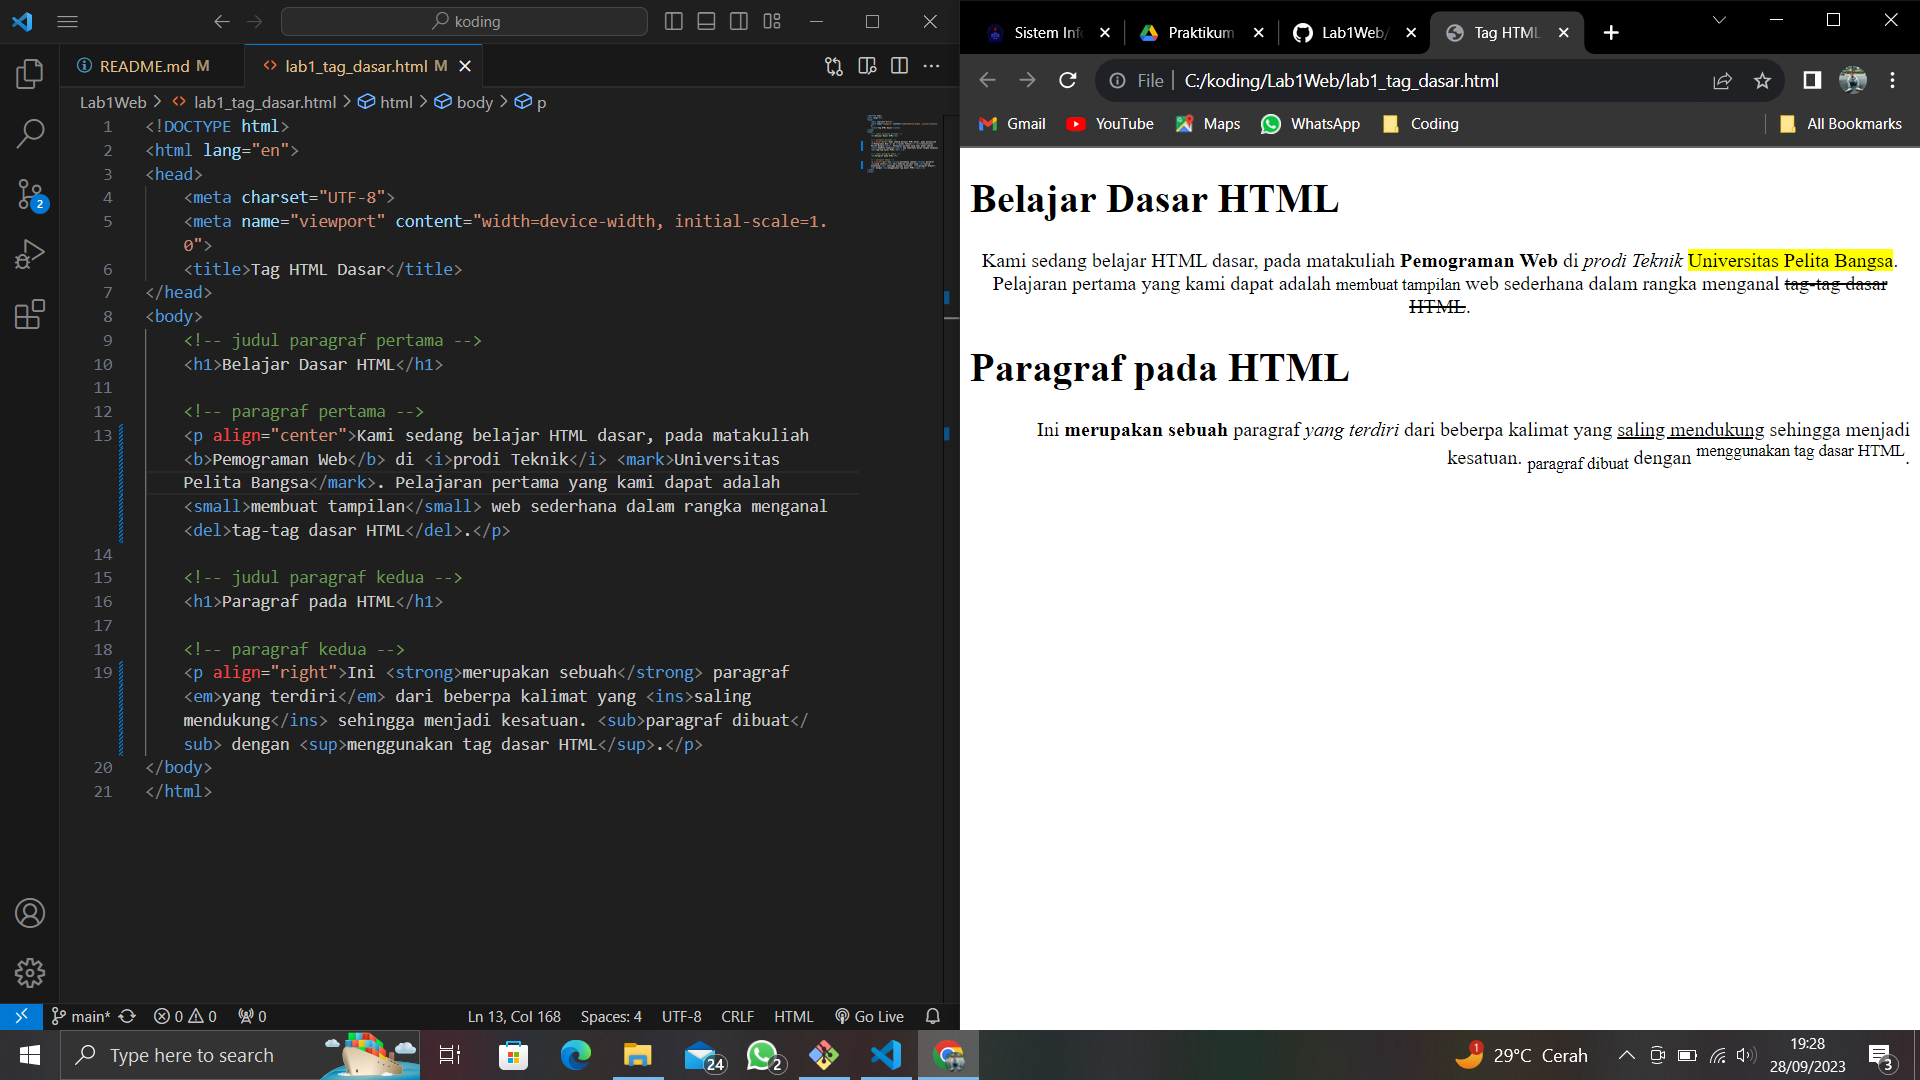 koding
README.md M
lab1_tag_dasar.html M
Lab1Web > lab1_tag_dasar.html > html > body > p
1 <!DOCTYPE html>
2 <html lang="en">
3 <head>
4 <meta charset="UTF-8">
5 <meta name="viewport" content="width=device-width, initial-scale=1.
0">
6 <title>Tag HTML Dasar</title>
7 </head>
8 <body>
9 <!-- judul paragraf pertama -->
10 <h1>Belajar Dasar HTML</h1>
11
12 <!-- paragraf pertama -->
13 <p align="center">Kami sedang belajar HTML dasar, pada matakuliah
<b>Pemograman Web</b> di <i>prodi Teknik</i> <mark>Universitas
Pelita Bangsa</mark>. Pelajaran pertama yang kami dapat adalah
<small>membuat tampilan</small> web sederhana dalam rangka menganal
<del>tag-tag dasar HTML</del>.</p>
14
15 <!-- judul paragraf kedua -->
16 <h1>Paragraf pada HTML</h1>
17
18 <!-- paragraf kedua -->
19 <p align="right">Ini <strong>merupakan sebuah</strong> paragraf
<em>yang terdiri</em> dari beberpa kalimat yang <ins>saling
mendukung</ins> sehingga menjadi kesatuan. <sub>paragraf dibuat</
sub> dengan <sup>menggunakan tag dasar HTML</sup>.</p>
20 </body>
21 </html>
2
main* 0 0 0
Ln 13, Col 168 Spaces: 4 UTF-8 CRLF HTML Go Live
Sistem Inf
Praktikum
Lab1Web/
Tag HTML
File | C:/koding/Lab1Web/lab1_tag_dasar.html
Gmail YouTube Maps WhatsApp Coding All Bookmarks
Belajar Dasar HTML
Kami sedang belajar HTML dasar, pada matakuliah Pemograman Web di prodi Teknik Universitas Pelita Bangsa.
Pelajaran pertama yang kami dapat adalah membuat tampilan web sederhana dalam rangka menganal tag-tag dasar
HTML.
Paragraf pada HTML
Ini merupakan sebuah paragraf yang terdiri dari beberpa kalimat yang saling mendukung sehingga menjadi
kesatuan. paragraf dibuat dengan menggunakan tag dasar HTML.
Type here to search
24
2
1
29°C Cerah
19:28
28/09/2023
3